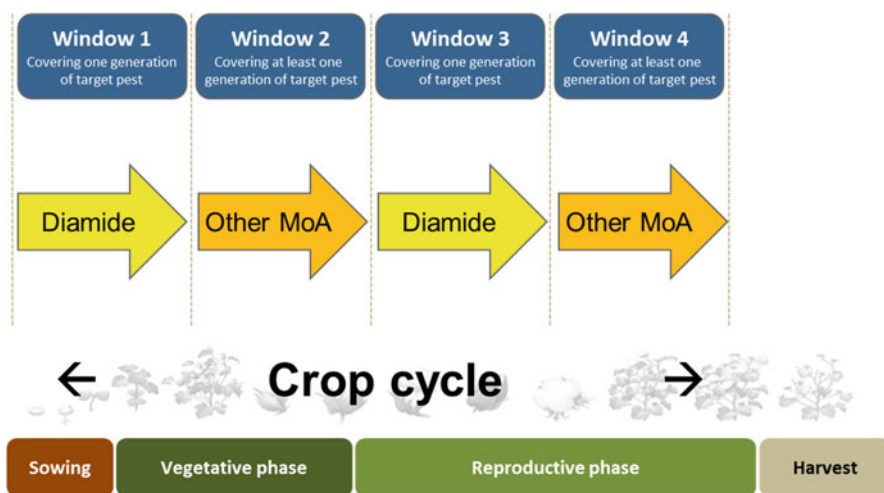 Window 1
Covering one generation
of target pest
Window 2
Covering at least one
generation of target pest
Window 3
Covering one generation
of target pest
Window 4
Covering at least one
generation of target pest
Diamide
Other MoA
Diamide
Other MoA
← Crop cycle →
Sowing
Vegetative phase
Reproductive phase
Harvest